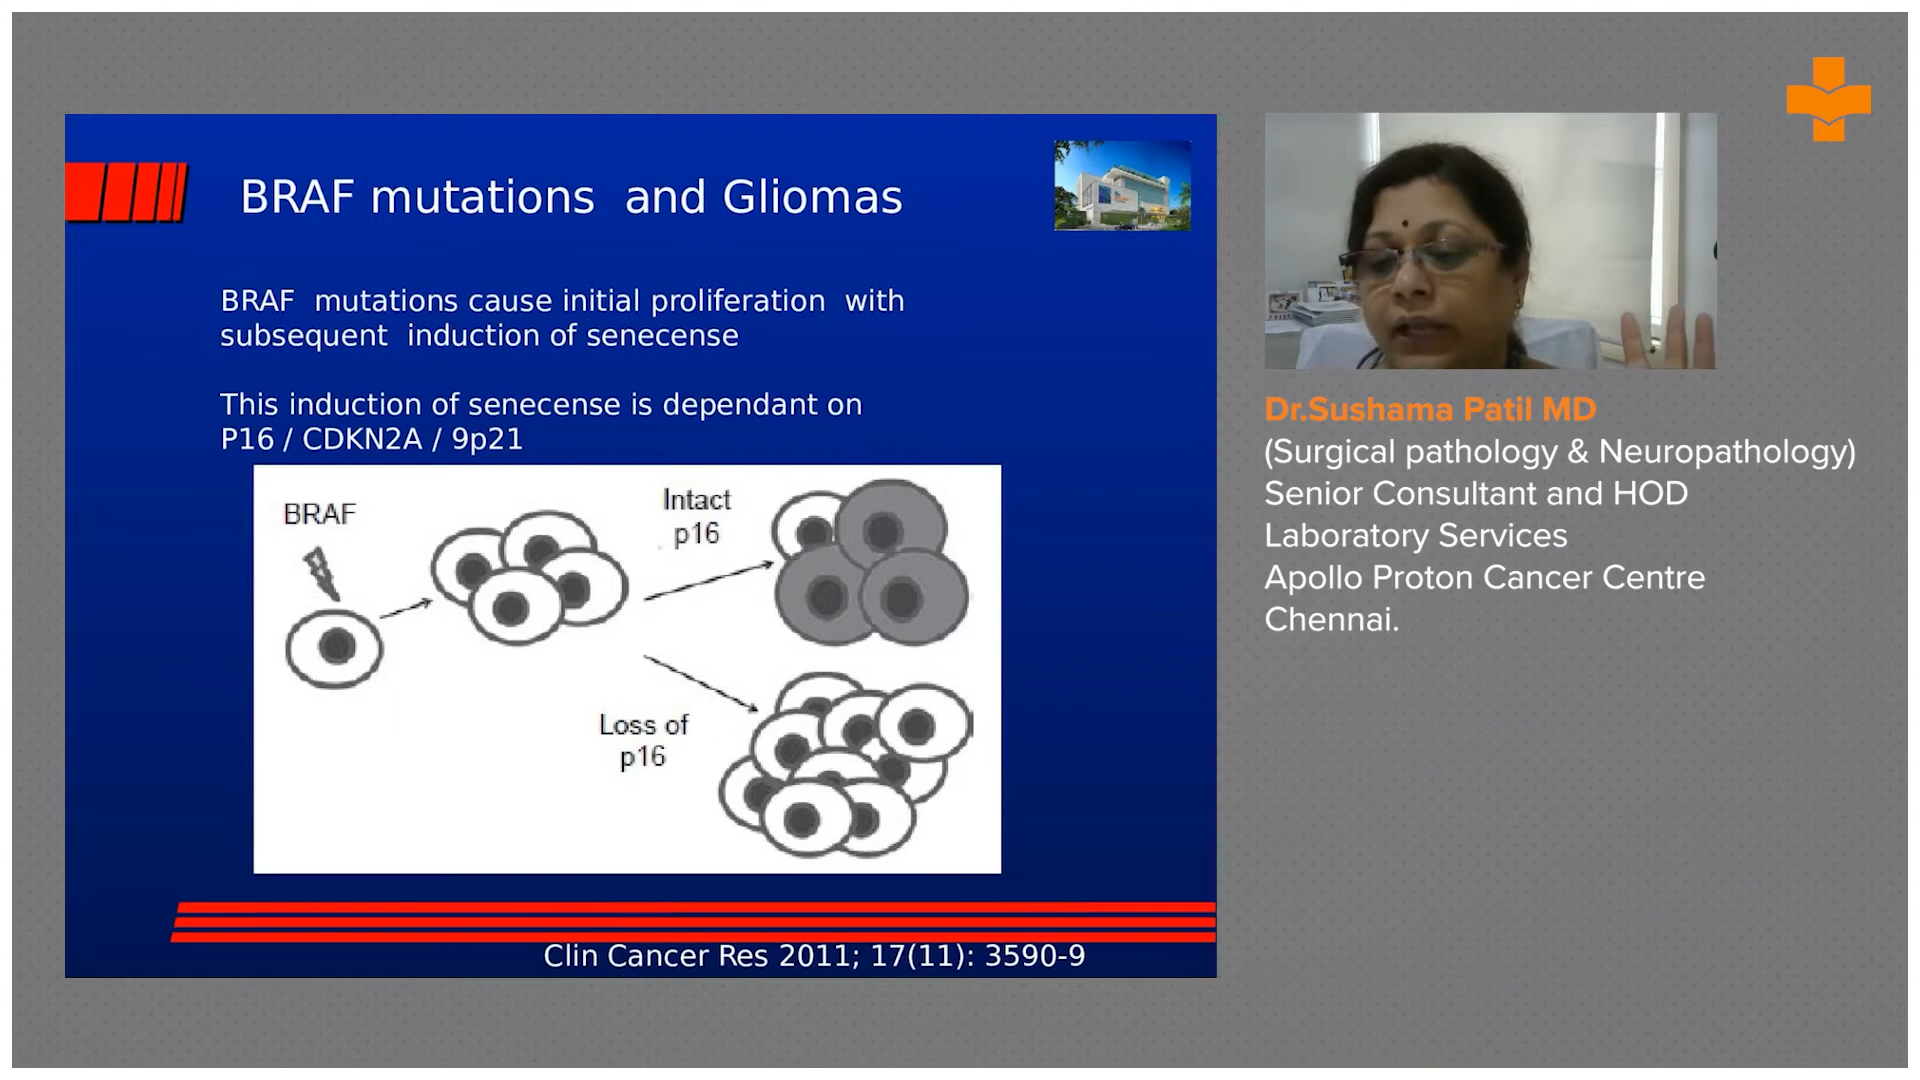 BRAF mutations and Gliomas
BRAF mutations cause initial proliferation with
subsequent induction of senecense
This induction of senecense is dependant on
P16 / CDKN2A / 9p21
BRAF
Intact
p16
Loss of
p16
Clin Cancer Res 2011; 17(11): 3590-9
Dr.Sushama Patil MD
(Surgical pathology & Neuropathology)
Senior Consultant and HOD
Laboratory Services
Apollo Proton Cancer Centre
Chennai.